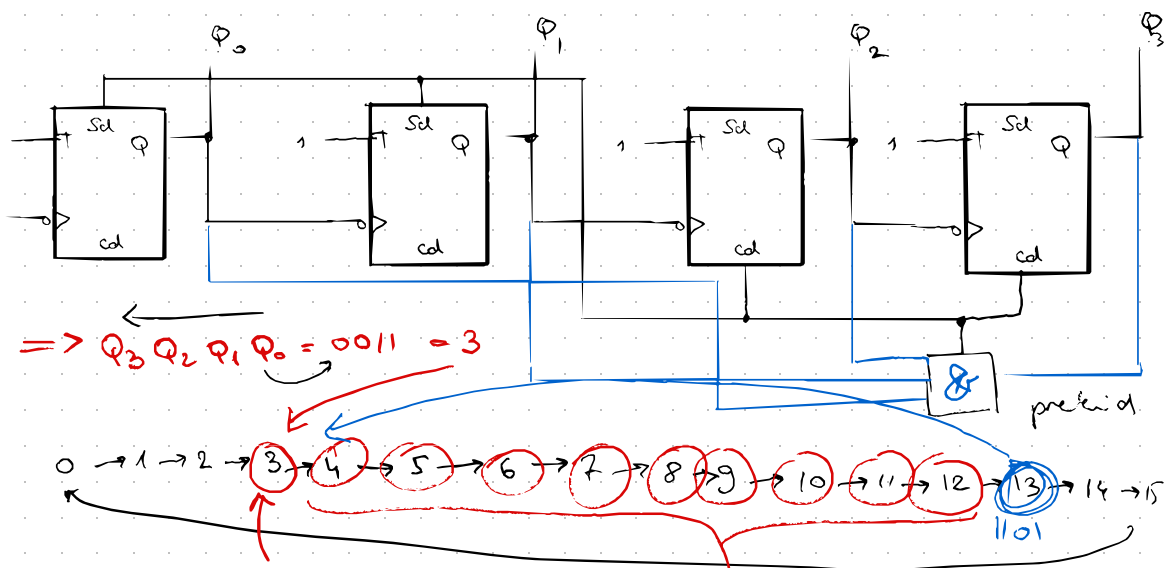 Q0 Q1 Q2 Q3
Sd Sd Sd Sd
T Q 1 T Q 1 T Q 1 T Q
Cd Cd Cd Cd
=> Q3 Q2 Q1 Q0 = 0011 = 3
&
prekid
0 → 1 → 2 → 3 → 4 → 5 → 6 → 7 → 8 → 9 → 10 → 11 → 12 → 13 → 14 → 15
1101